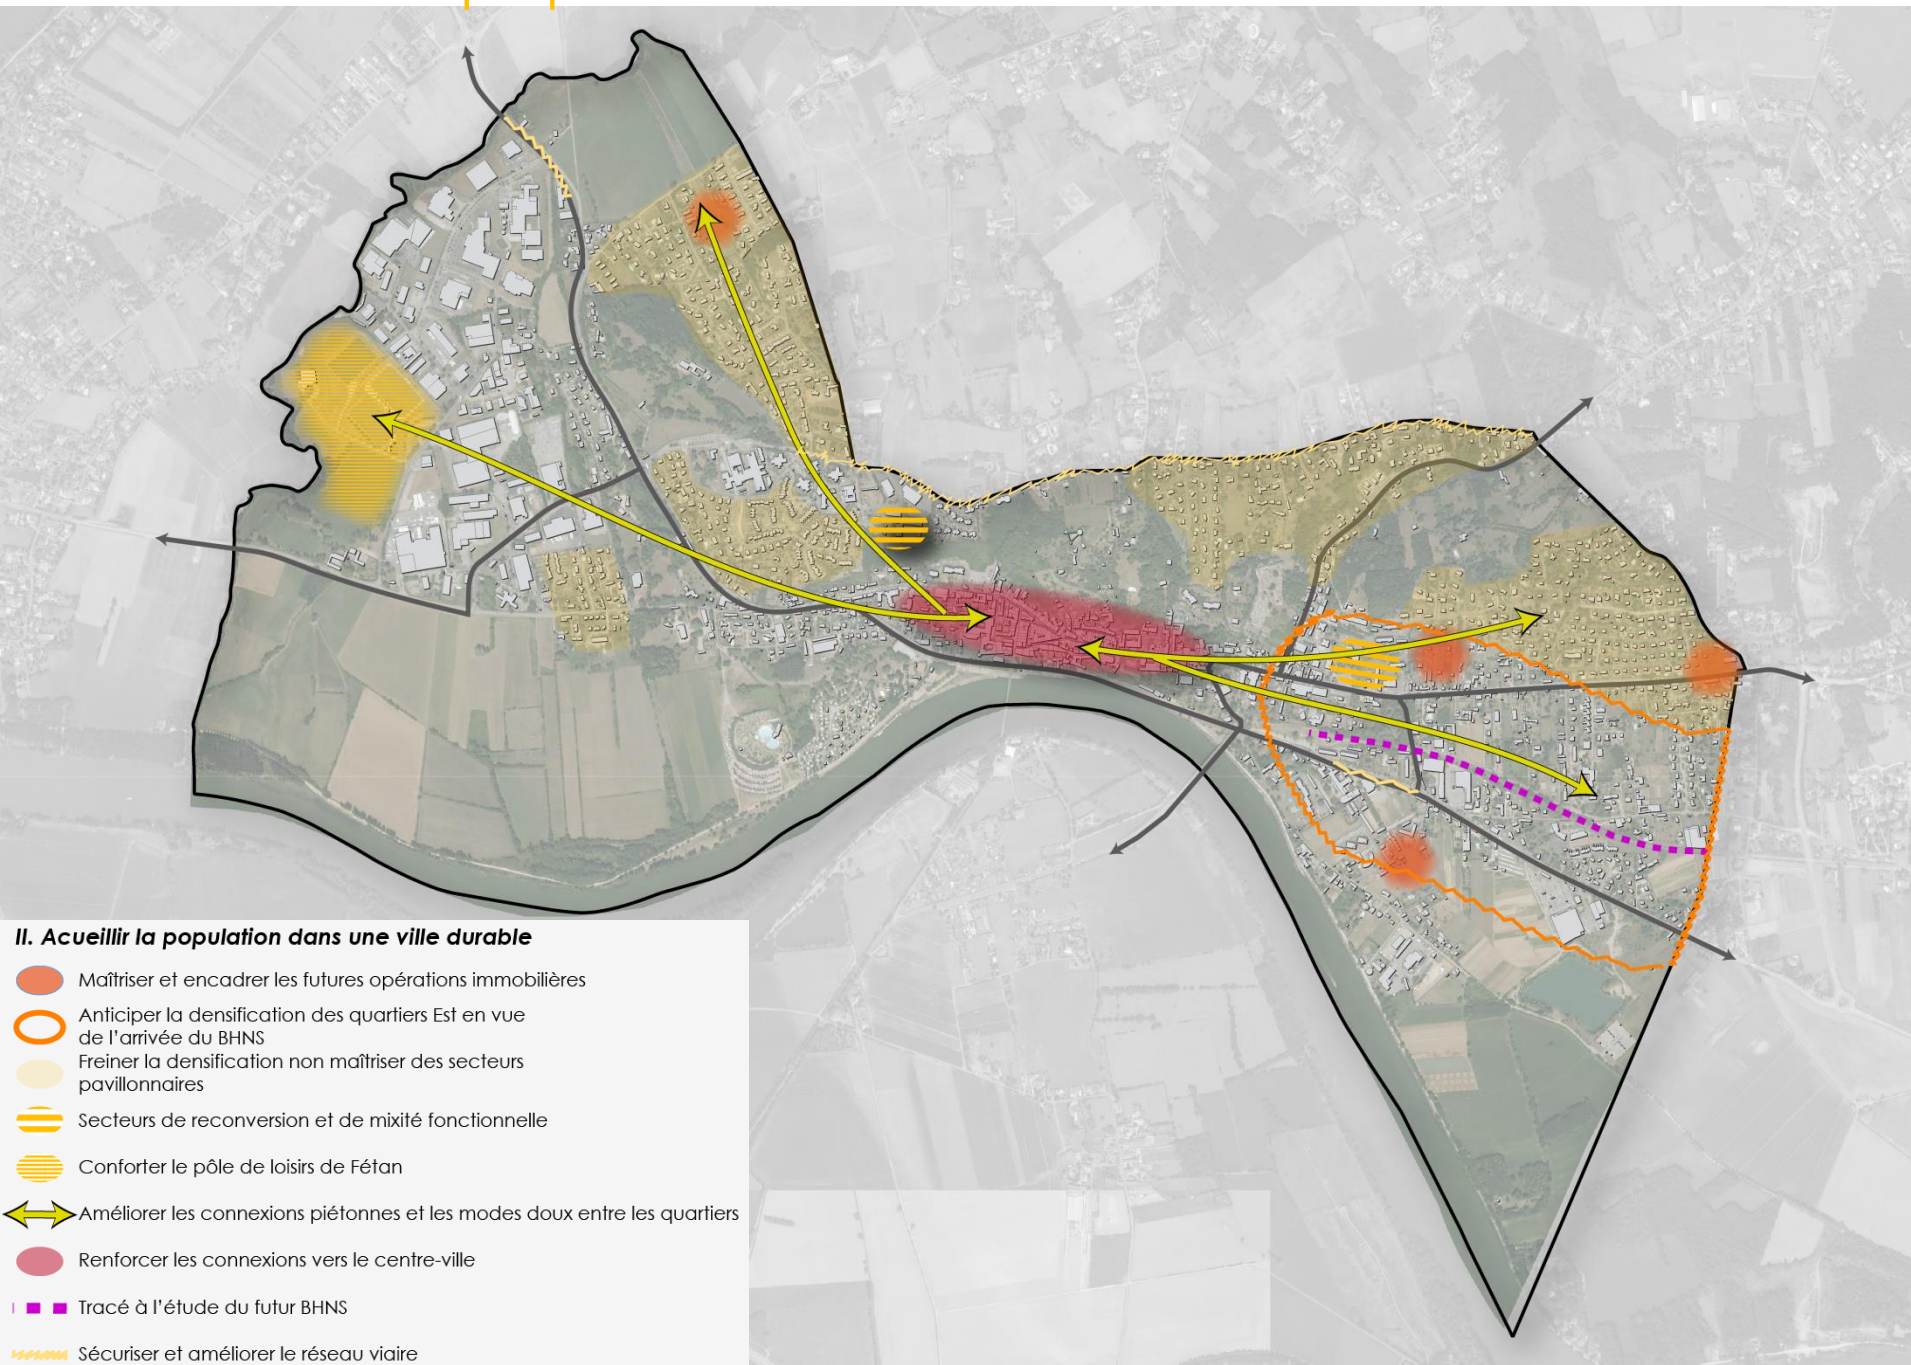 II. Acueillir la population dans une ville durable
Maîtriser et encadrer les futures opérations immobilières
Anticiper la densification des quartiers Est en vue
de l'arrivée du BHNS
Freiner la densification non maîtriser des secteurs
pavillonnaires
Secteurs de reconversion et de mixité fonctionnelle
Conforter le pôle de loisirs de Fétan
Améliorer les connexions piétonnes et les modes doux entre les quartiers
Renforcer les connexions vers le centre-ville
Tracé à l'étude du futur BHNS
Sécuriser et améliorer le réseau viaire